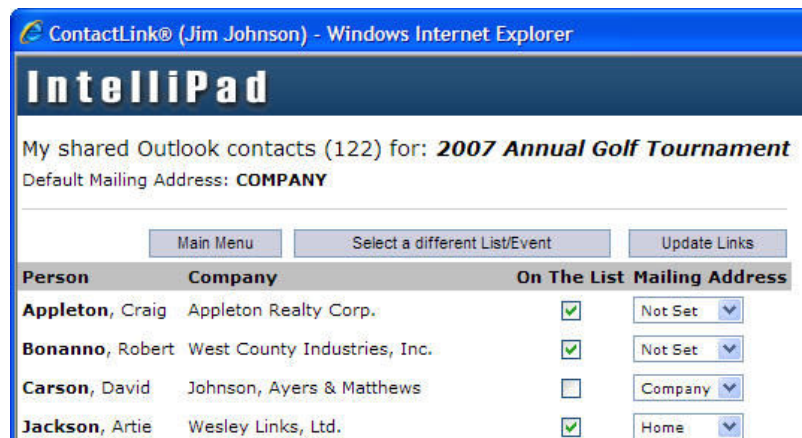 ContactLink® (Jim Johnson) - Windows Internet Explorer
IntelliPad
My shared Outlook contacts (122) for: 2007 Annual Golf Tournament
Default Mailing Address: COMPANY
Main Menu Select a different List/Event Update Links
Person Company On The List Mailing Address
Appleton, Craig Appleton Realty Corp. Not Set
Bonanno, Robert West County Industries, Inc. Not Set
Carson, David Johnson, Ayers & Matthews Company
Jackson, Artie Wesley Links, Ltd. Home